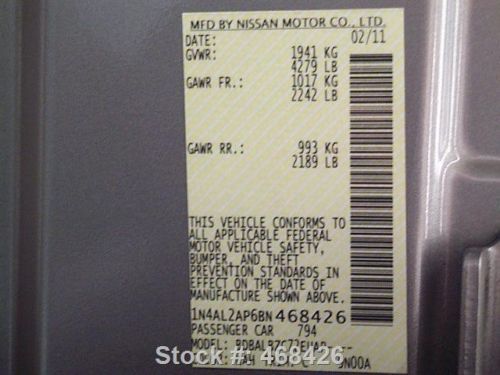 MFD BY NISSAN MOTOR CO., LTD.
DATE: 02/11
GVWR: 1941 KG
4279 LB
GAWR FR.: 1017 KG
2242 LB
GAWR RR.: 993 KG
2189 LB
THIS VEHICLE CONFORMS TO
ALL APPLICABLE FEDERAL
MOTOR VEHICLE SAFETY,
BUMPER, AND THEFT
PREVENTION STANDARDS IN
EFFECT ON THE DATE OF
MANUFACTURE SHOWN ABOVE.
1N4AL2AP6BN468426
PASSENGER CAR 794
MODEL:
Stock #: 468426